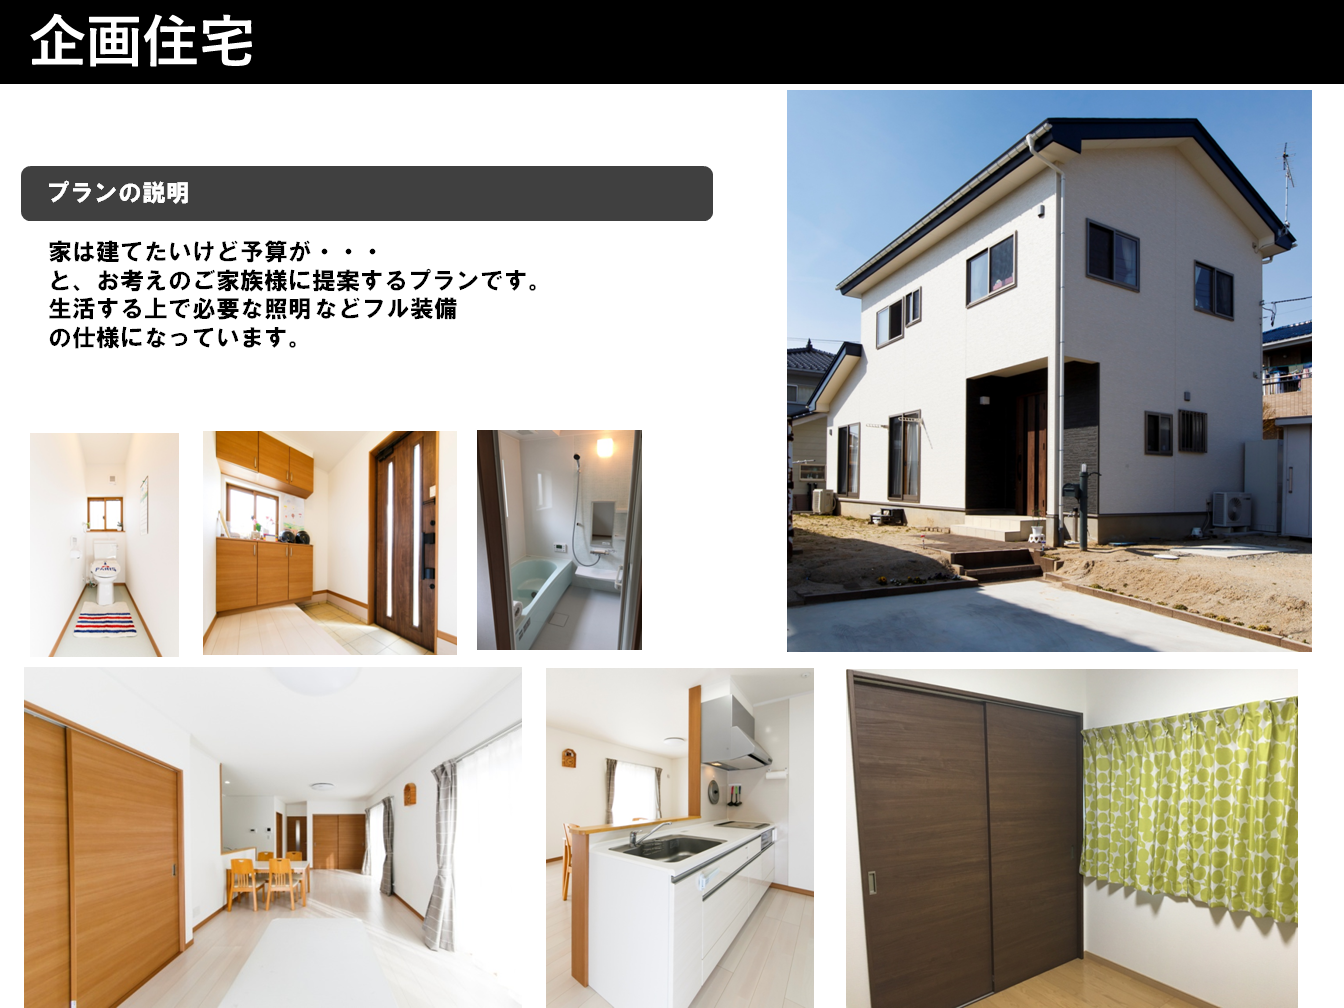 企画住宅
プランの説明
家は建てたいけど予算が・・・
と、お考えのご家族様に提案するプランです。
生活する上で必要な照明などフル装備
の仕様になっています。